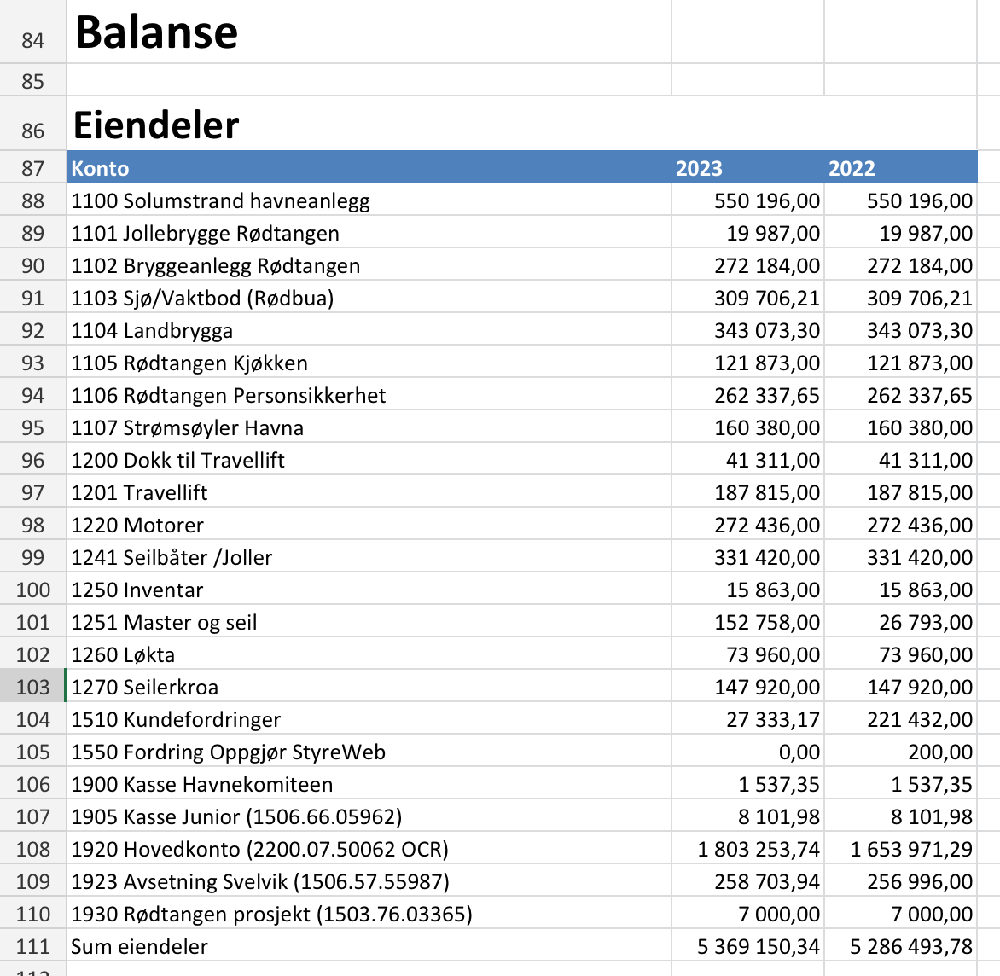 84 Balanse
85
86 Eiendeler
87 Konto 2023 2022
88 1100 Solumstrand havneanlegg 550 196,00 550 196,00
89 1101 Jollebrygge Rødtangen 19 987,00 19 987,00
90 1102 Bryggeanlegg Rødtangen 272 184,00 272 184,00
91 1103 Sjø/Vaktbod (Rødbua) 309 706,21 309 706,21
92 1104 Landbrygga 343 073,30 343 073,30
93 1105 Rødtangen Kjøkken 121 873,00 121 873,00
94 1106 Rødtangen Personsikkerhet 262 337,65 262 337,65
95 1107 Strømsøyler Havna 160 380,00 160 380,00
96 1200 Dokk til Travellift 41 311,00 41 311,00
97 1201 Travellift 187 815,00 187 815,00
98 1220 Motorer 272 436,00 272 436,00
99 1241 Seilbåter /Joller 331 420,00 331 420,00
100 1250 Inventar 15 863,00 15 863,00
101 1251 Master og seil 152 758,00 26 793,00
102 1260 Løkta 73 960,00 73 960,00
103 1270 Seilerkroa 147 920,00 147 920,00
104 1510 Kundefordringer 27 333,17 221 432,00
105 1550 Fordring Oppgjør StyreWeb 0,00 200,00
106 1900 Kasse Havnekomiteen 1 537,35 1 537,35
107 1905 Kasse Junior (1506.66.05962) 8 101,98 8 101,98
108 1920 Hovedkonto (2200.07.50062 OCR) 1 803 253,74 1 653 971,29
109 1923 Avsetning Svelvik (1506.57.55987) 258 703,94 256 996,00
110 1930 Rødtangen prosjekt (1503.76.03365) 7 000,00 7 000,00
111 Sum eiendeler 5 369 150,34 5 286 493,78